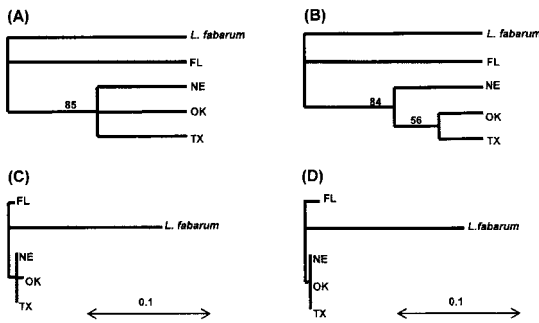 (A)
L. fabarum
FL
NE
85
OK
TX
(B)
L. fabarum
FL
NE
84
OK
56
TX
(C)
FL
L. fabarum
NE
OK
TX
0.1
(D)
FL
L. fabarum
NE
OK
TX
0.1